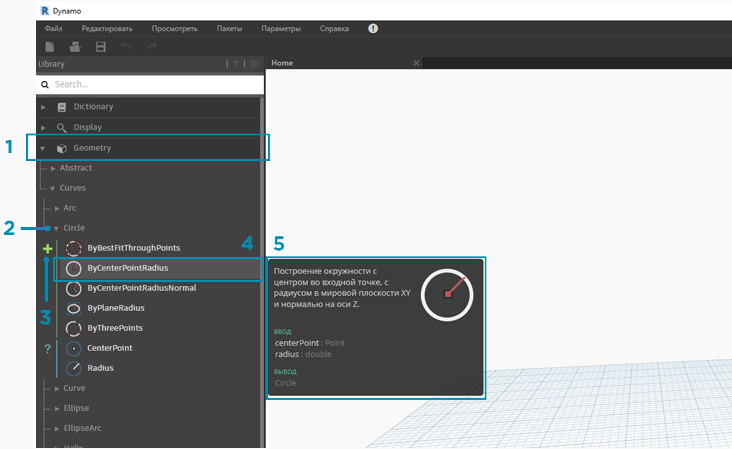 Dynamo
Файл Редактировать Просмотреть Пакеты Параметры Справка
Library
Home
Search...
Dictionary
Display
1
Geometry
Abstract
Curves
Arc
2
Circle
ByBestFitThroughPoints
4
5
ByCenterPointRadius
ByCenterPointRadiusNormal
ByPlaneRadius
3
ByThreePoints
CenterPoint
Radius
Curve
Ellipse
EllipseArc
Helix
Построение окружности с
центром во входной точке, с
радиусом в мировой плоскости XY
и нормалью на оси Z.
ВВОД
centerPoint : Point
radius : double
ВЫВОД
Circle